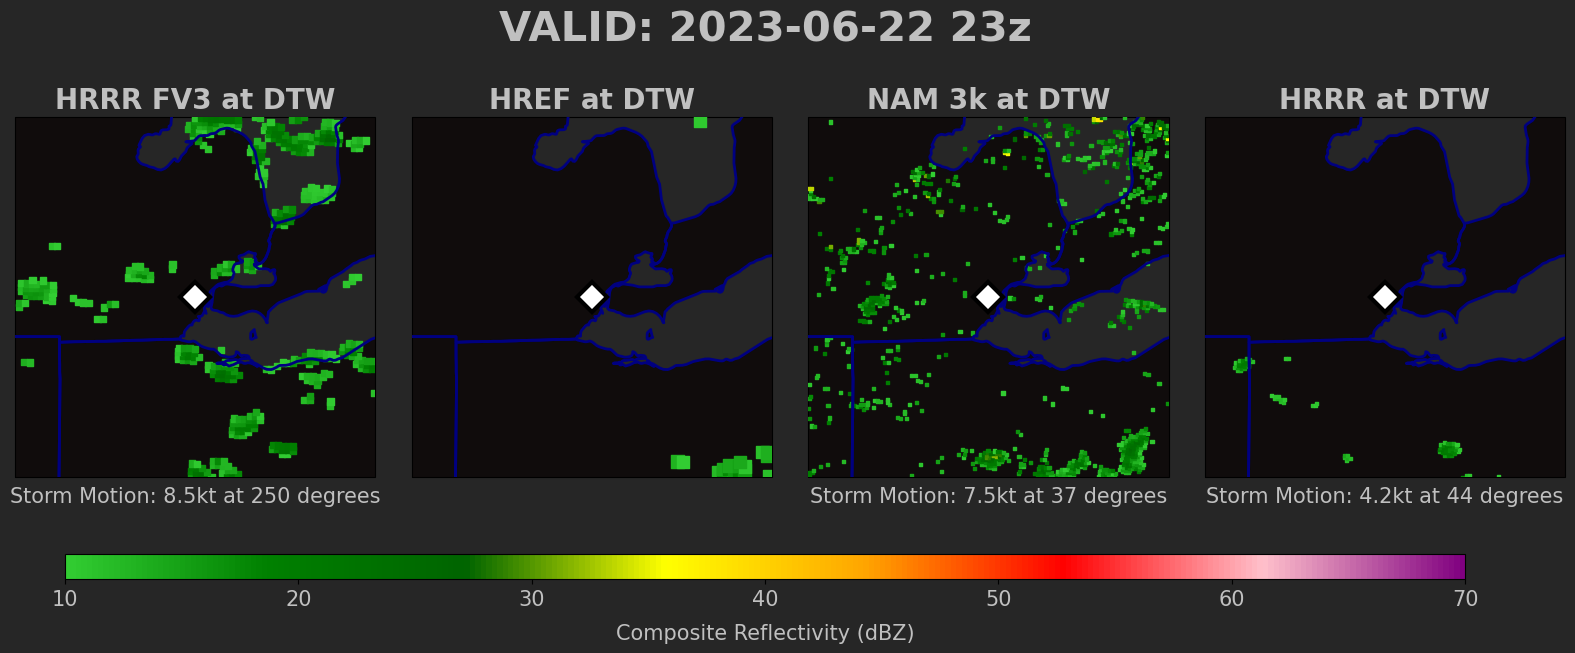 VALID: 2023-06-22 23z
HRRR FV3 at DTW
HREF at DTW
NAM 3k at DTW
HRRR at DTW
Storm Motion: 8.5kt at 250 degrees
Storm Motion: 7.5kt at 37 degrees
Storm Motion: 4.2kt at 44 degrees
10 20 30 40 50 60 70
Composite Reflectivity (dBZ)